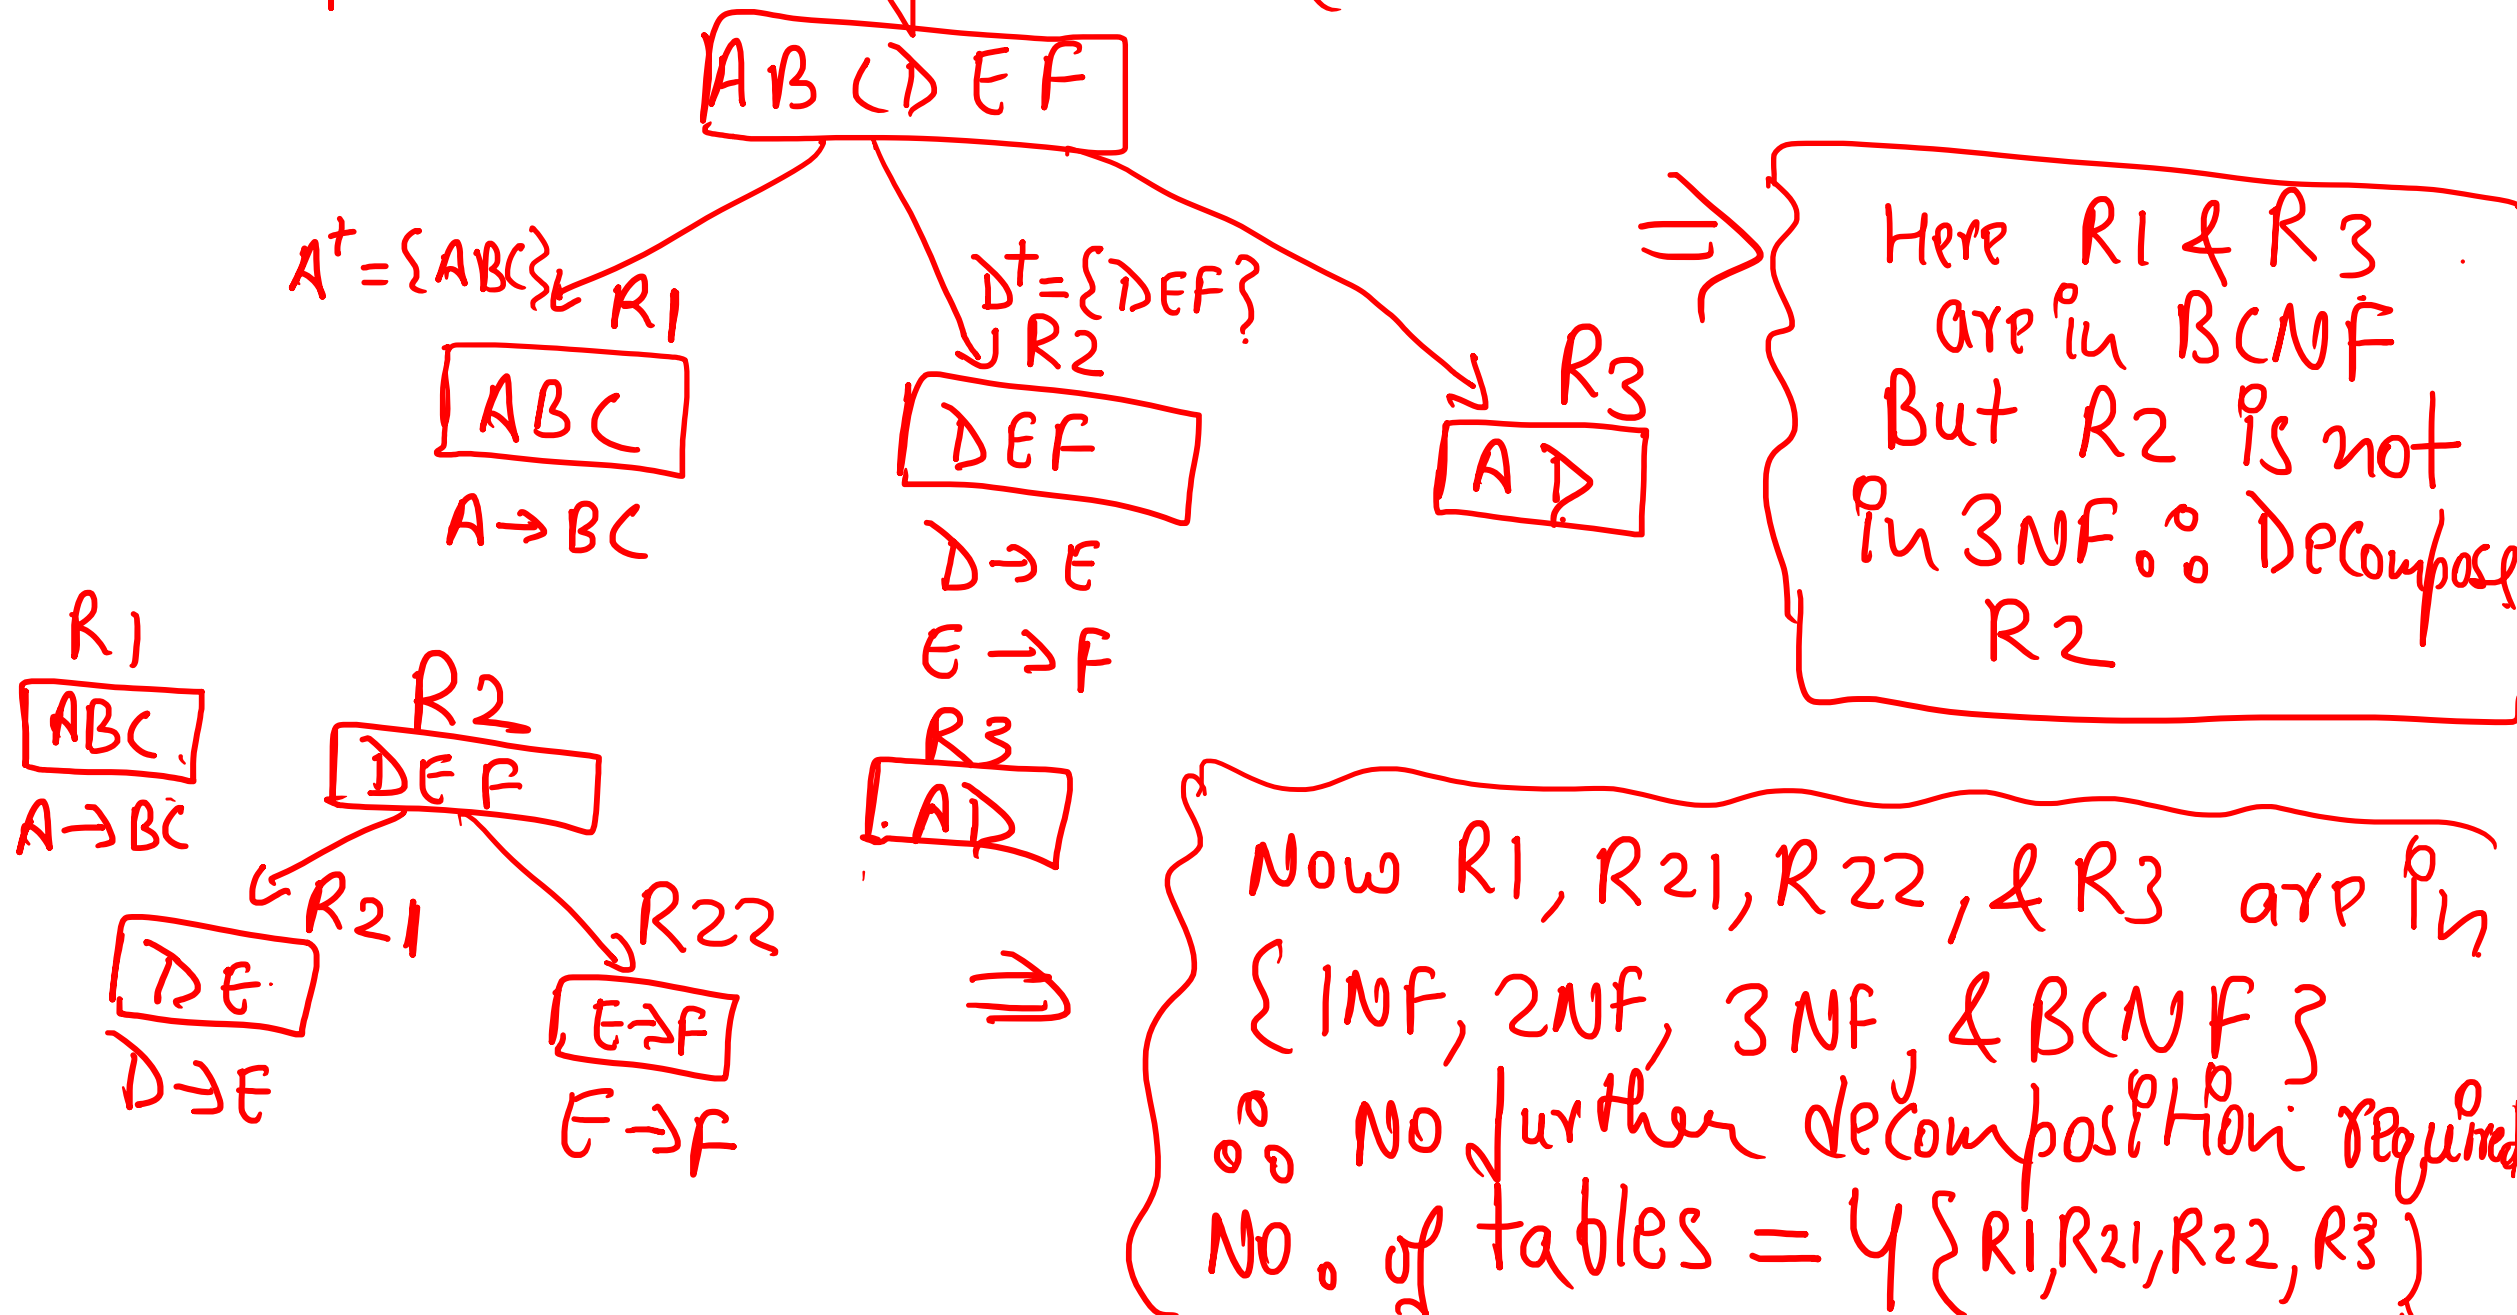 ABCDEF
A+ = {ABC}
R1
ABC
A→BC
D+ = {DEF}
R2
DEF
D→E
E→F
R3
AD
⇒
Here R1 & R3
are in BCNF
But R2 is not
in 3NF. ∴ Decompose
R2
R1
ABC
A→BC
R2
DEF
R3
AD
R21
DE
D→E
R22
E→F
E→F
⇒
Now R1, R21, R22, & R3 are in
{1NF, 2NF, 3NF, & BCNF}
∴ No further decomposition required
No. of tables = 4 {R1, R21, R22, R3}